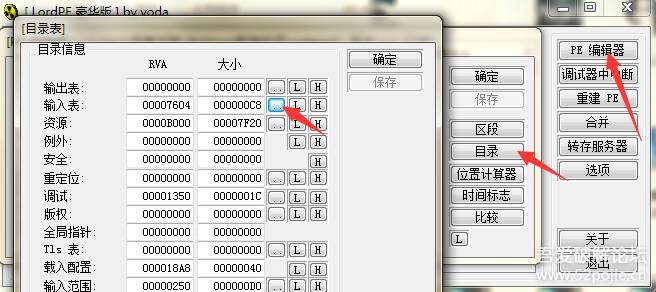 [ LordPE 豪华版 ] by yoda
[目录表]
目录信息
RVA 大小
输出表: 00000000 00000000 .. L H
输入表: 00007604 000000C8 .. L H
资源: 0000B000 00007F20 .. L H
例外: 00000000 00000000 L H
安全: 00000000 00000000 H
重定位: 00000000 00000000 .. L H
调试: 00001350 0000001C .. L H
版权: 00000000 00000000 .. L H
全局指针: 00000000 00000000
Tls 表: 00000000 00000000 .. L H
载入配置: 000018A8 00000040 L H
输入范围: 00000250 000000D0 L H
确定
保存
确定
保存
区段
目录
位置计算器
时间标志
比较
L
PE 编辑器
调试器中中断
重建 PE
合并
转存服务器
选项
关于
退出
吾爱破解论坛
www.52pojie.cn